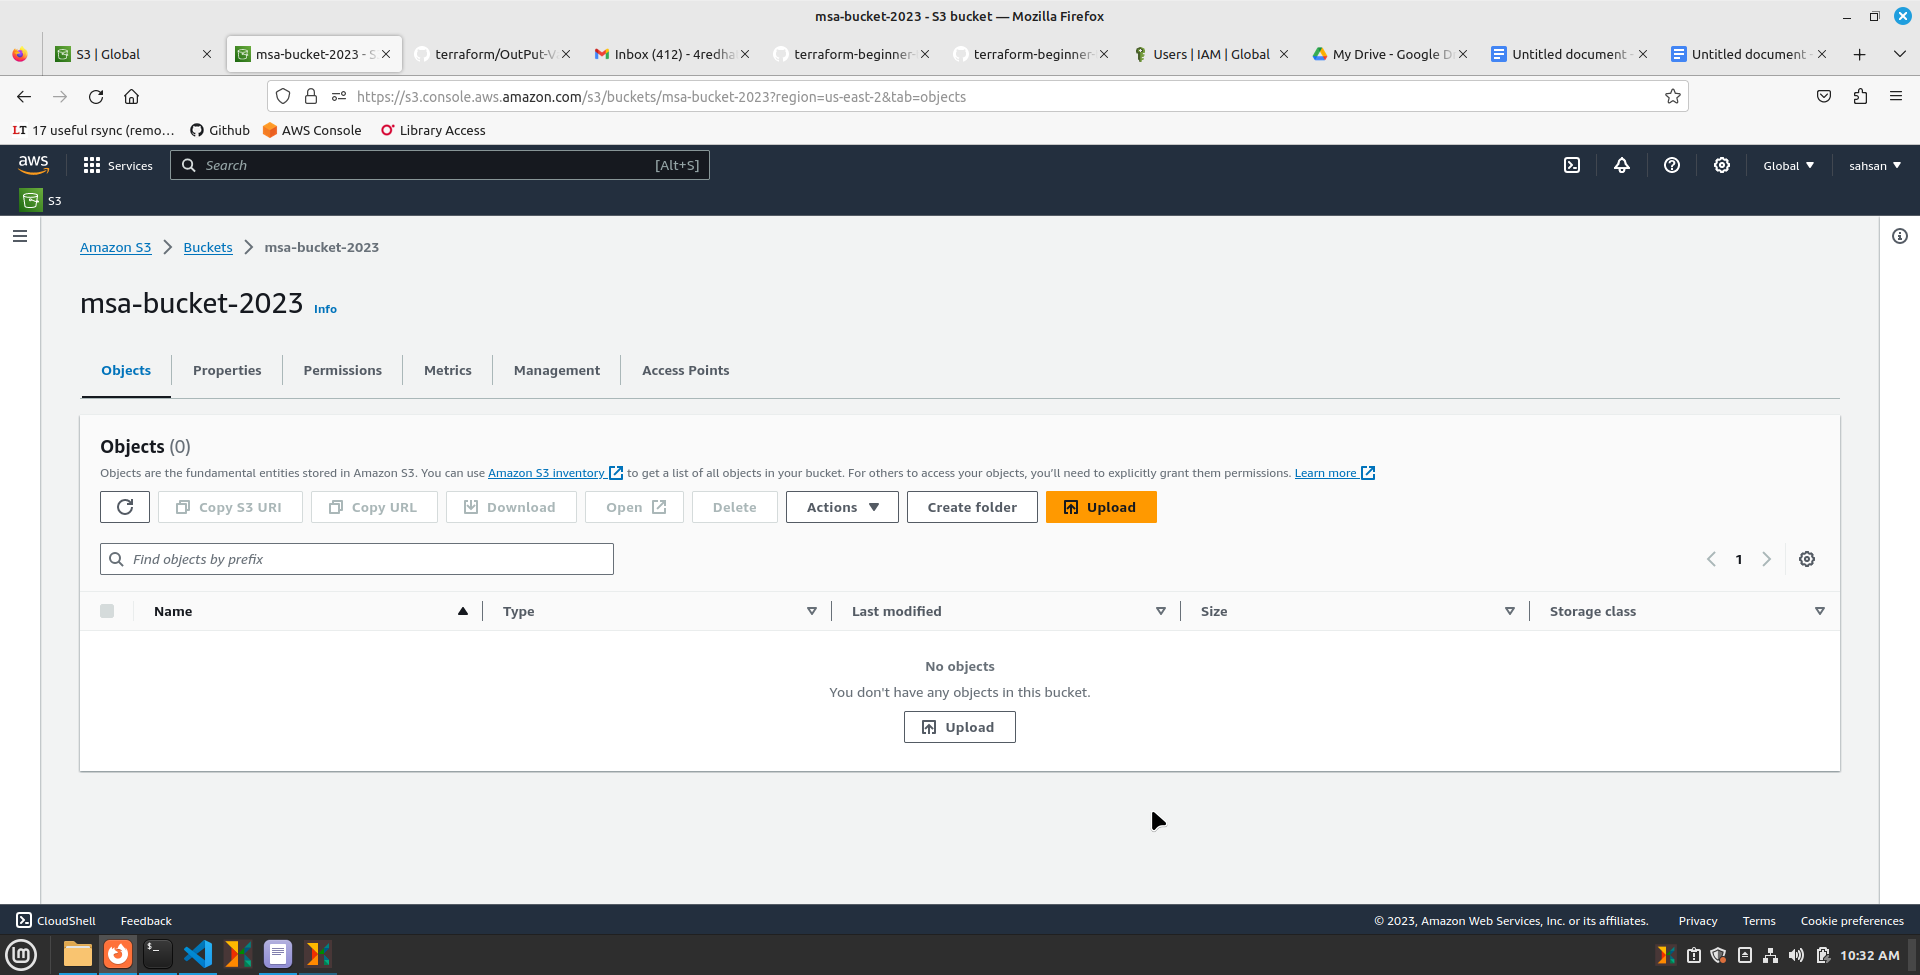 msa-bucket-2023 - S3 bucket — Mozilla Firefox
S3 | Global
msa-bucket-2023 - S
terraform/OutPut-V
Inbox (412) - 4redha
terraform-beginner-
terraform-beginner-
Users | IAM | Global
My Drive - Google D
Untitled document -
Untitled document -
https://s3.console.aws.amazon.com/s3/buckets/msa-bucket-2023?region=us-east-2&tab=objects
LT 17 useful rsync (remo…
Github
AWS Console
Library Access
aws
Services
Search
[Alt+S]
Global
sahsan
S3
Amazon S3
Buckets
msa-bucket-2023
msa-bucket-2023 Info
Objects
Properties
Permissions
Metrics
Management
Access Points
Objects (0)
Objects are the fundamental entities stored in Amazon S3. You can use Amazon S3 inventory to get a list of all objects in your bucket. For others to access your objects, you'll need to explicitly grant them permissions. Learn more
Copy S3 URI
Copy URL
Download
Open
Delete
Actions
Create folder
Upload
Find objects by prefix
1
Name
Type
Last modified
Size
Storage class
No objects
You don't have any objects in this bucket.
Upload
CloudShell
Feedback
© 2023, Amazon Web Services, Inc. or its affiliates.
Privacy
Terms
Cookie preferences
10:32 AM